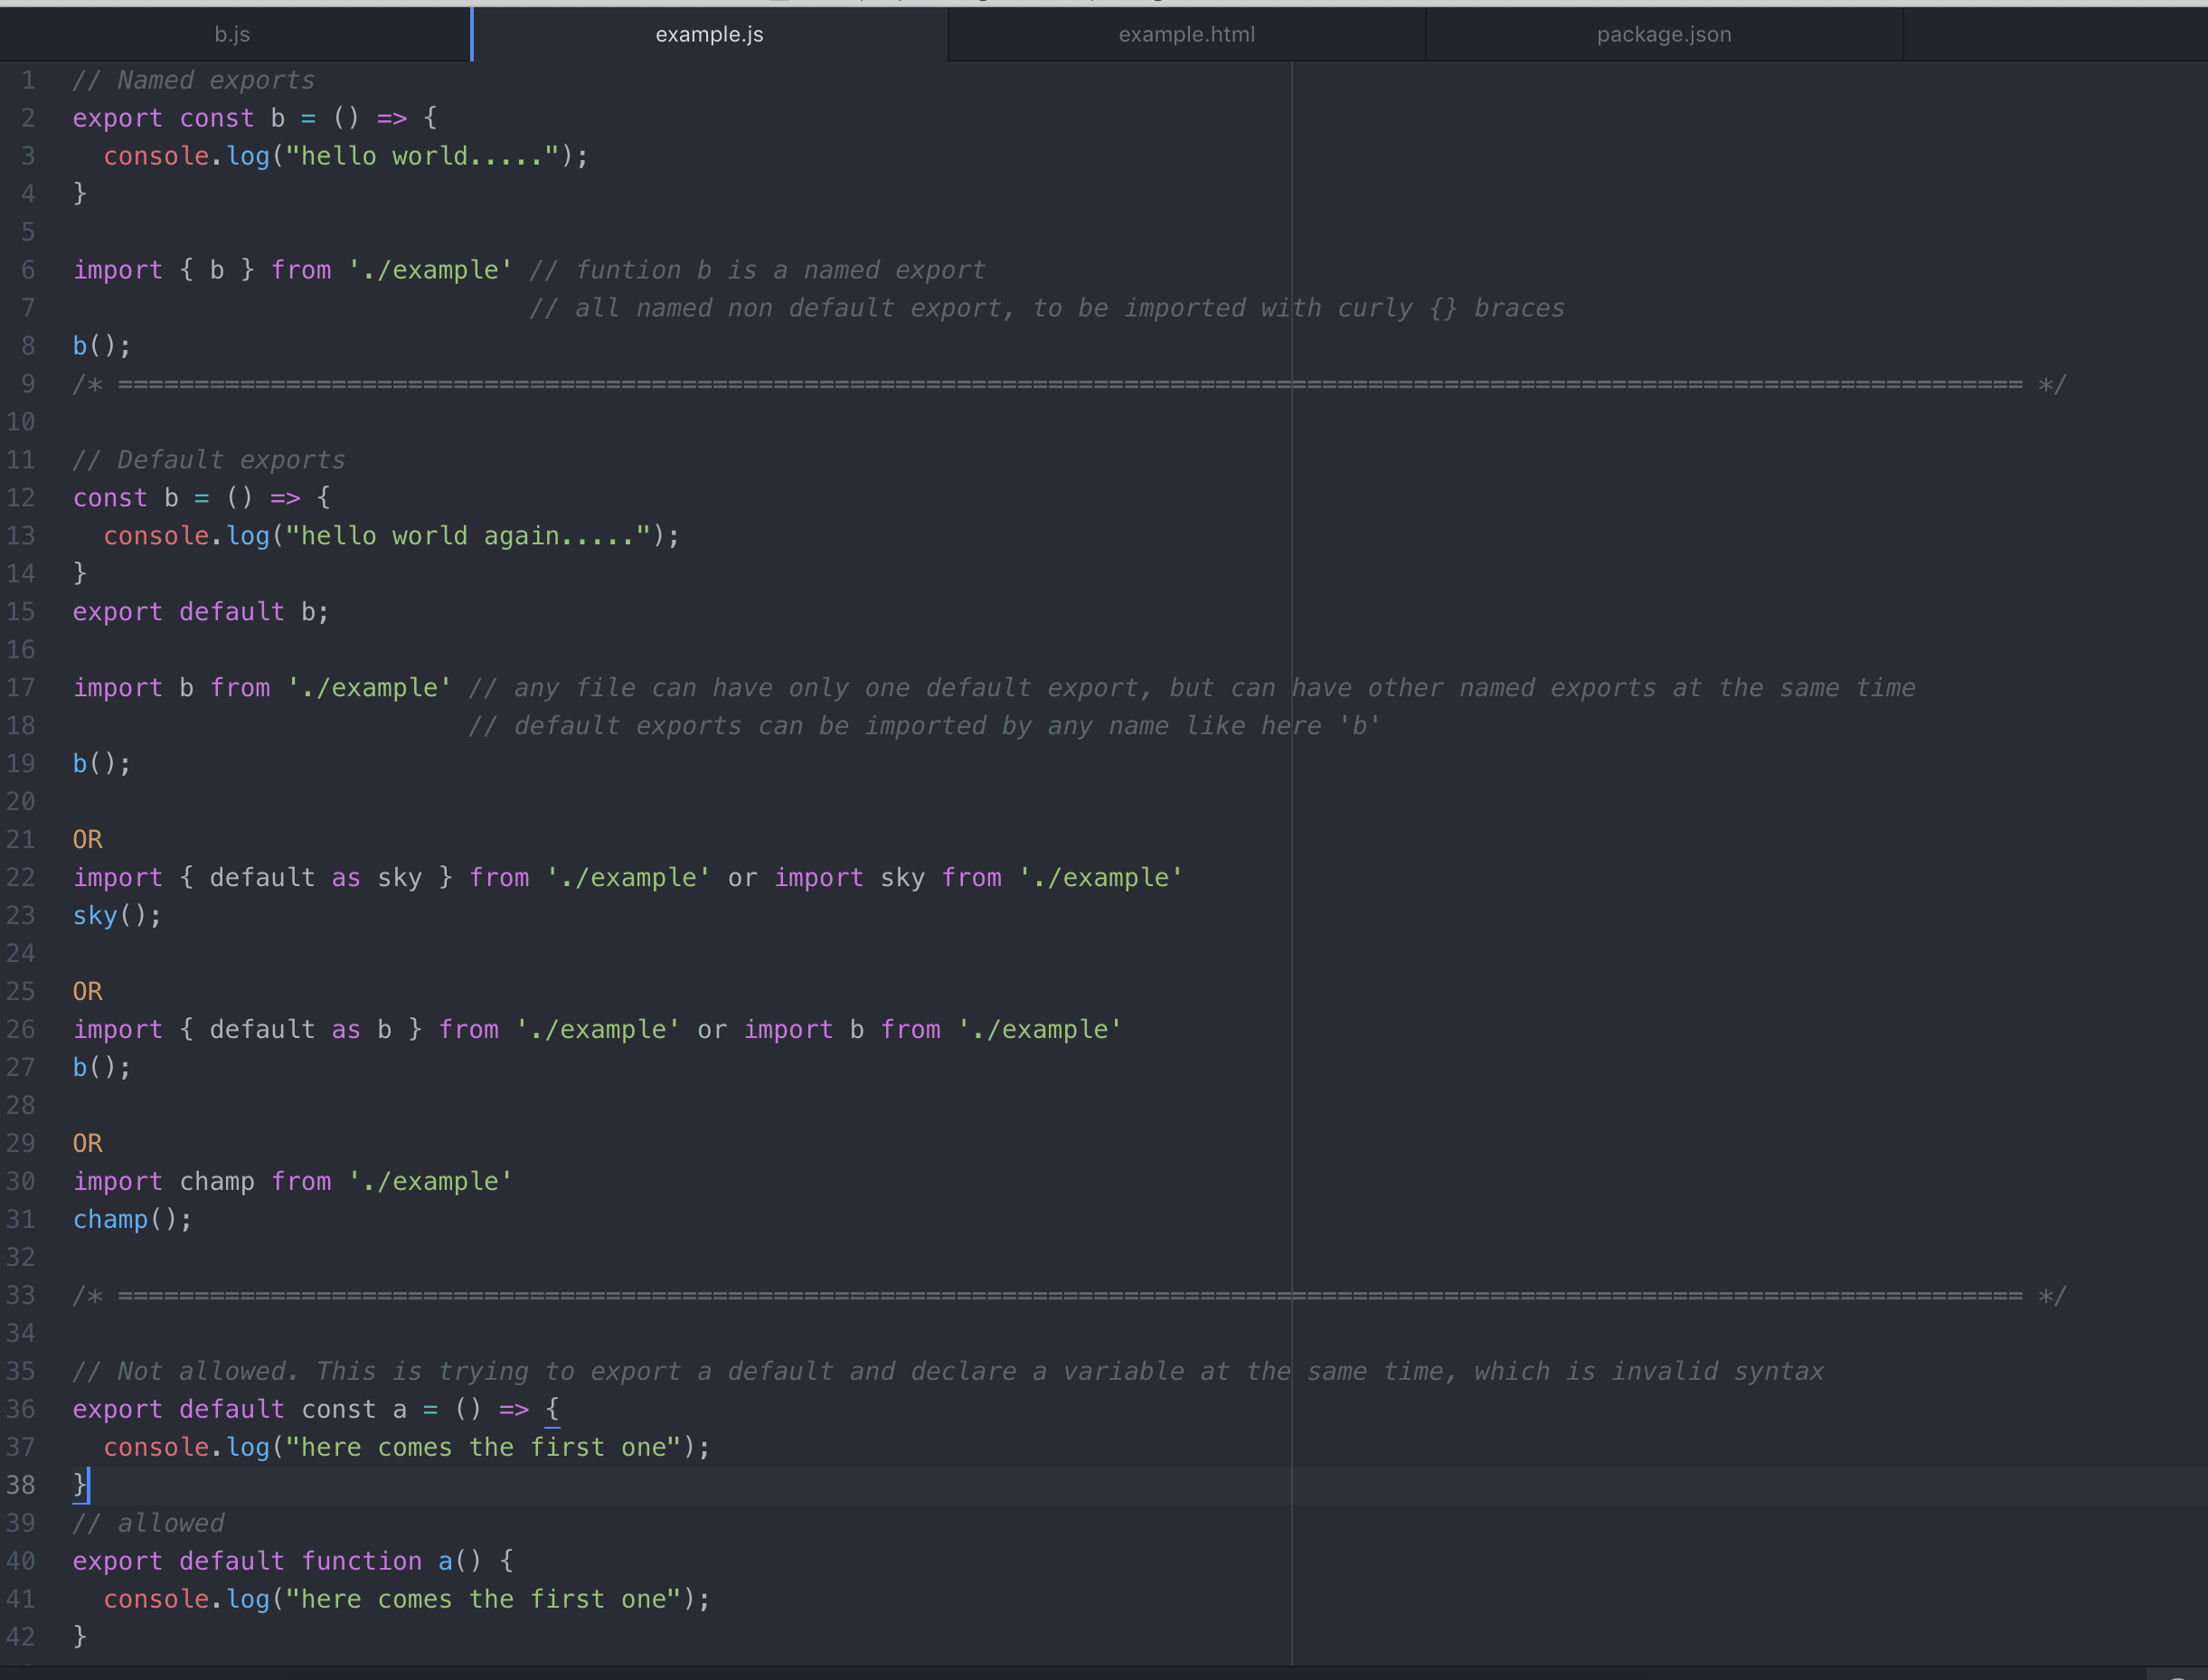 b.js example.js example.html package.json
1 // Named exports
2 export const b = () => {
3   console.log("hello world.....");
4 }
5
6 import { b } from './example' // funtion b is a named export
7                               // all named non default export, to be imported with curly {} braces
8 b();
9 /* ======================================================================================================================= */
10
11 // Default exports
12 const b = () => {
13   console.log("hello world again.....");
14 }
15 export default b;
16
17 import b from './example' // any file can have only one default export, but can have other named exports at the same time
18                           // default exports can be imported by any name like here 'b'
19 b();
20
21 OR
22 import { default as sky } from './example' or import sky from './example'
23 sky();
24
25 OR
26 import { default as b } from './example' or import b from './example'
27 b();
28
29 OR
30 import champ from './example'
31 champ();
32
33 /* ======================================================================================================================= */
34
35 // Not allowed. This is trying to export a default and declare a variable at the same time, which is invalid syntax
36 export default const a = () => {
37   console.log("here comes the first one");
38 }
39 // allowed
40 export default function a() {
41   console.log("here comes the first one");
42 }